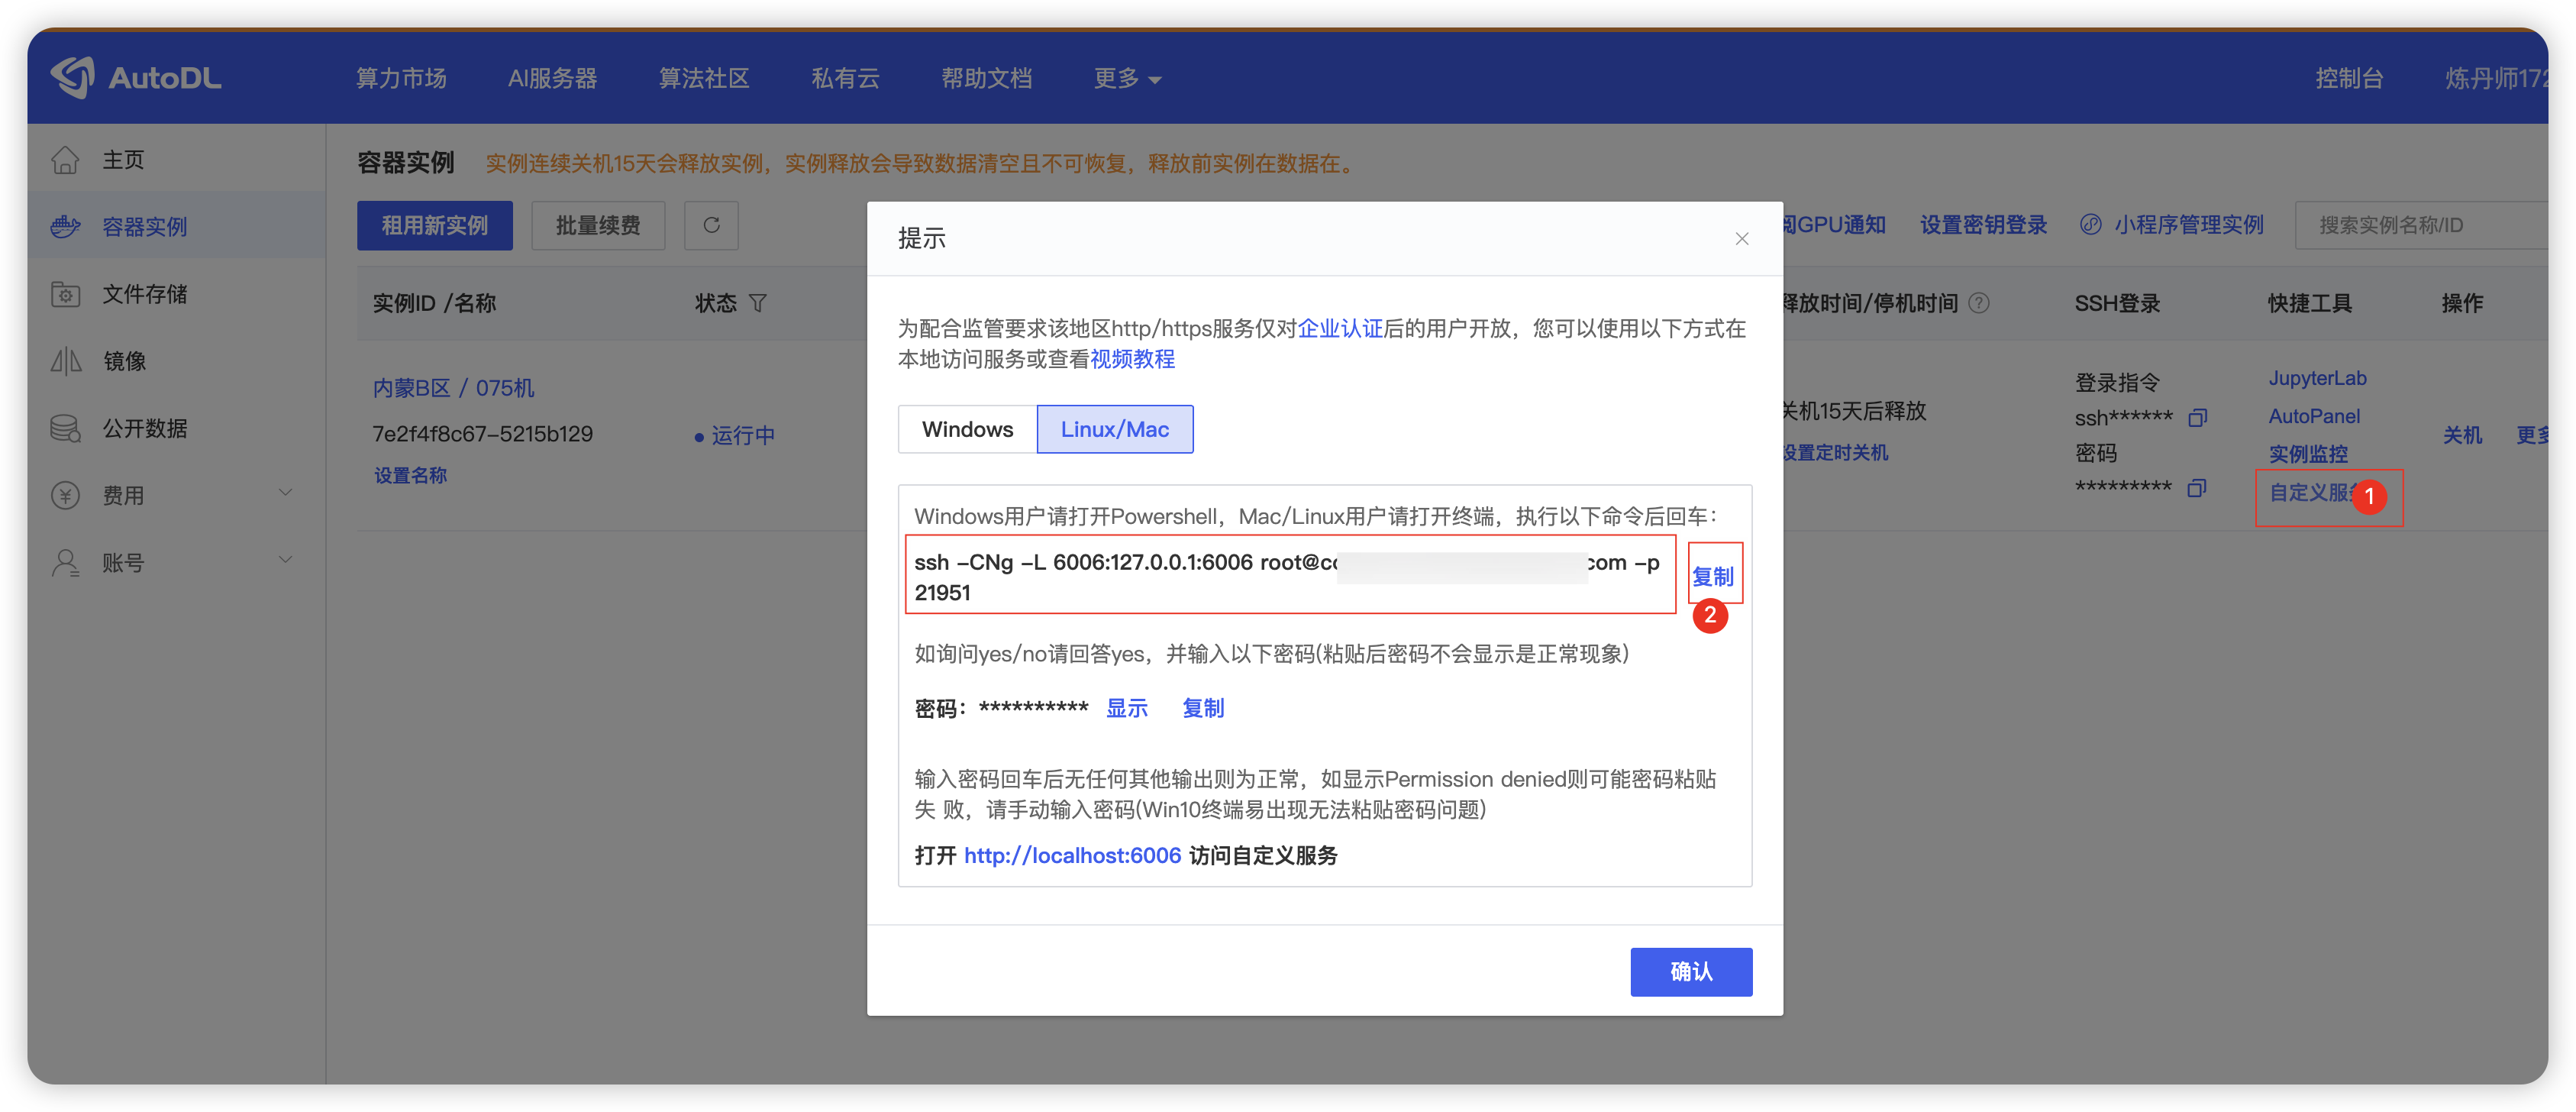 AutoDL
算力市场
AI服务器
算法社区
私有云
帮助文档
更多
控制台
炼丹师172
主页
容器实例
文件存储
镜像
公开数据
费用
账号
容器实例
实例连续关机15天会释放实例，实例释放会导致数据清空且不可恢复，释放前实例在数据在。
租用新实例
批量续费
GPU通知
设置密钥登录
小程序管理实例
搜索实例名称/ID
实例ID /名称
状态
释放时间/停机时间
SSH登录
快捷工具
操作
内蒙B区 / 075机
7e2f4f8c67-5215b129
设置名称
运行中
关机15天后释放
设置定时关机
登录指令
ssh******
密码
*********
JupyterLab
AutoPanel
实例监控
自定义服务
1
关机
更多
提示
为配合监管要求该地区http/https服务仅对企业认证后的用户开放，您可以使用以下方式在
本地访问服务或查看视频教程
Windows
Linux/Mac
Windows用户请打开Powershell，Mac/Linux用户请打开终端，执行以下命令后回车：
ssh -CNg -L 6006:127.0.0.1:6006 root@cc com -p
21951
复制
2
如询问yes/no请回答yes，并输入以下密码(粘贴后密码不会显示是正常现象)
密码：********** 显示 复制
输入密码回车后无任何其他输出则为正常，如显示Permission denied则可能密码粘贴
失 败，请手动输入密码(Win10终端易出现无法粘贴密码问题)
打开 http://localhost:6006 访问自定义服务
确认